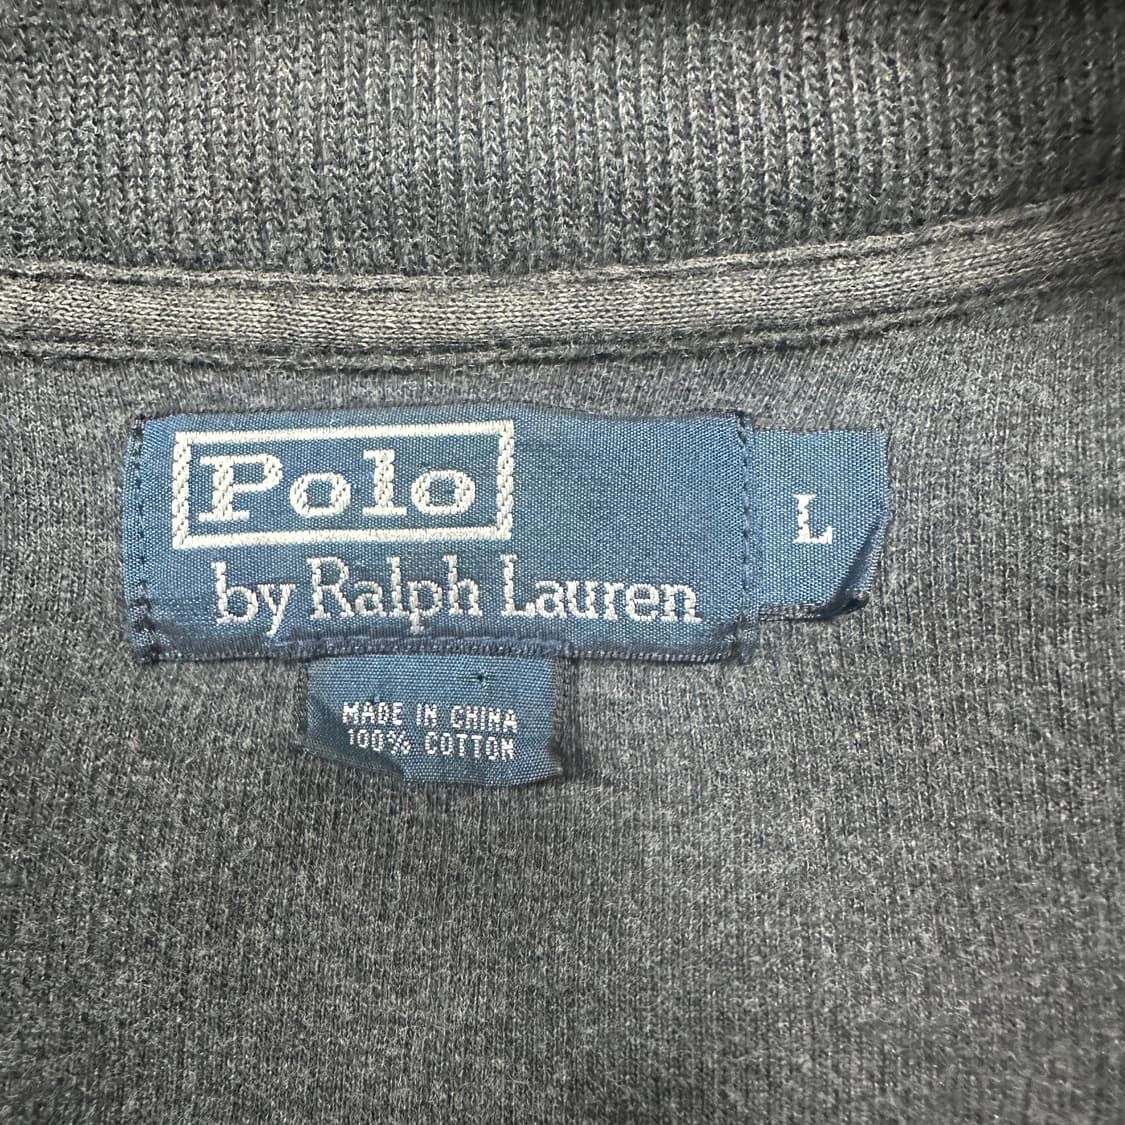 Polo
by Ralph Lauren
L
MADE IN CHINA
100% COTTON